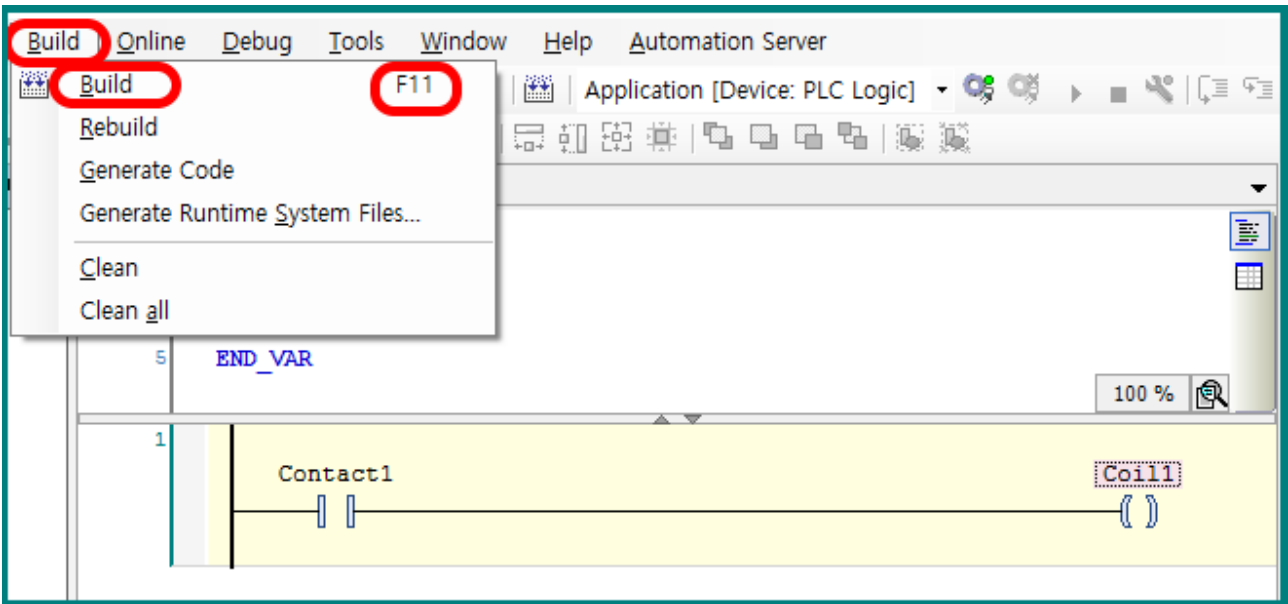 Build Online Debug Tools Window Help Automation Server
Build F11
Application [Device: PLC Logic]
Rebuild
Generate Code
Generate Runtime System Files...
Clean
Clean all
5 END_VAR
100 %
1
Contact1 Coil1